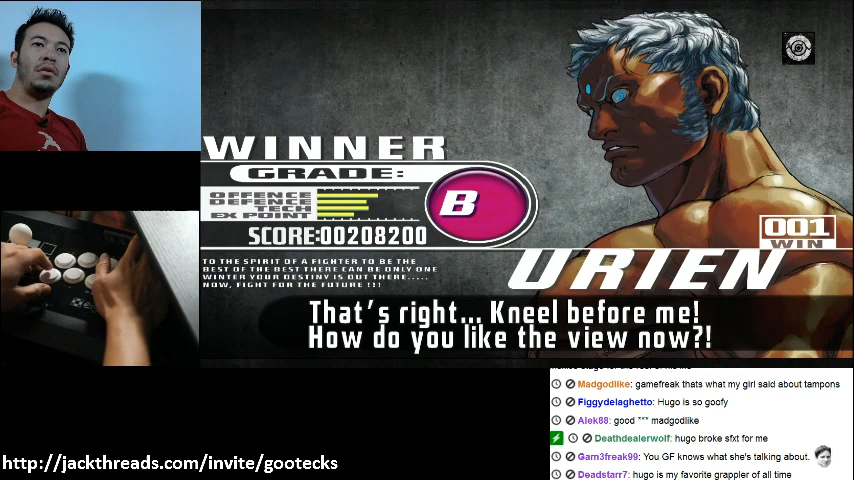 WINNER
GRADE:
OFFENCE
DEFENCE
TECH
EX POINT
B
SCORE:00208200
TO THE SPIRIT OF A FIGHTER TO BE THE
BEST OF THE BEST THERE CAN BE ONLY ONE
WINTER YOUR DESTINY IS OUT THERE.....
NOW, FIGHT FOR THE FUTURE !!!
001
WIN
URIEN
That's right... Kneel before me!
How do you like the view now?!
Madgodlike: gamefreak thats what my girl said about tampons
Figgydelaghetto: Hugo is so goofy
Alek88: good *** madgodlike
Deathdealerwolf: hugo broke sfxt for me
Gam3freak99: You GF knows what she's talking about.
Deadstarr7: hugo is my favorite grappler of all time
http://jackthreads.com/invite/gootecks